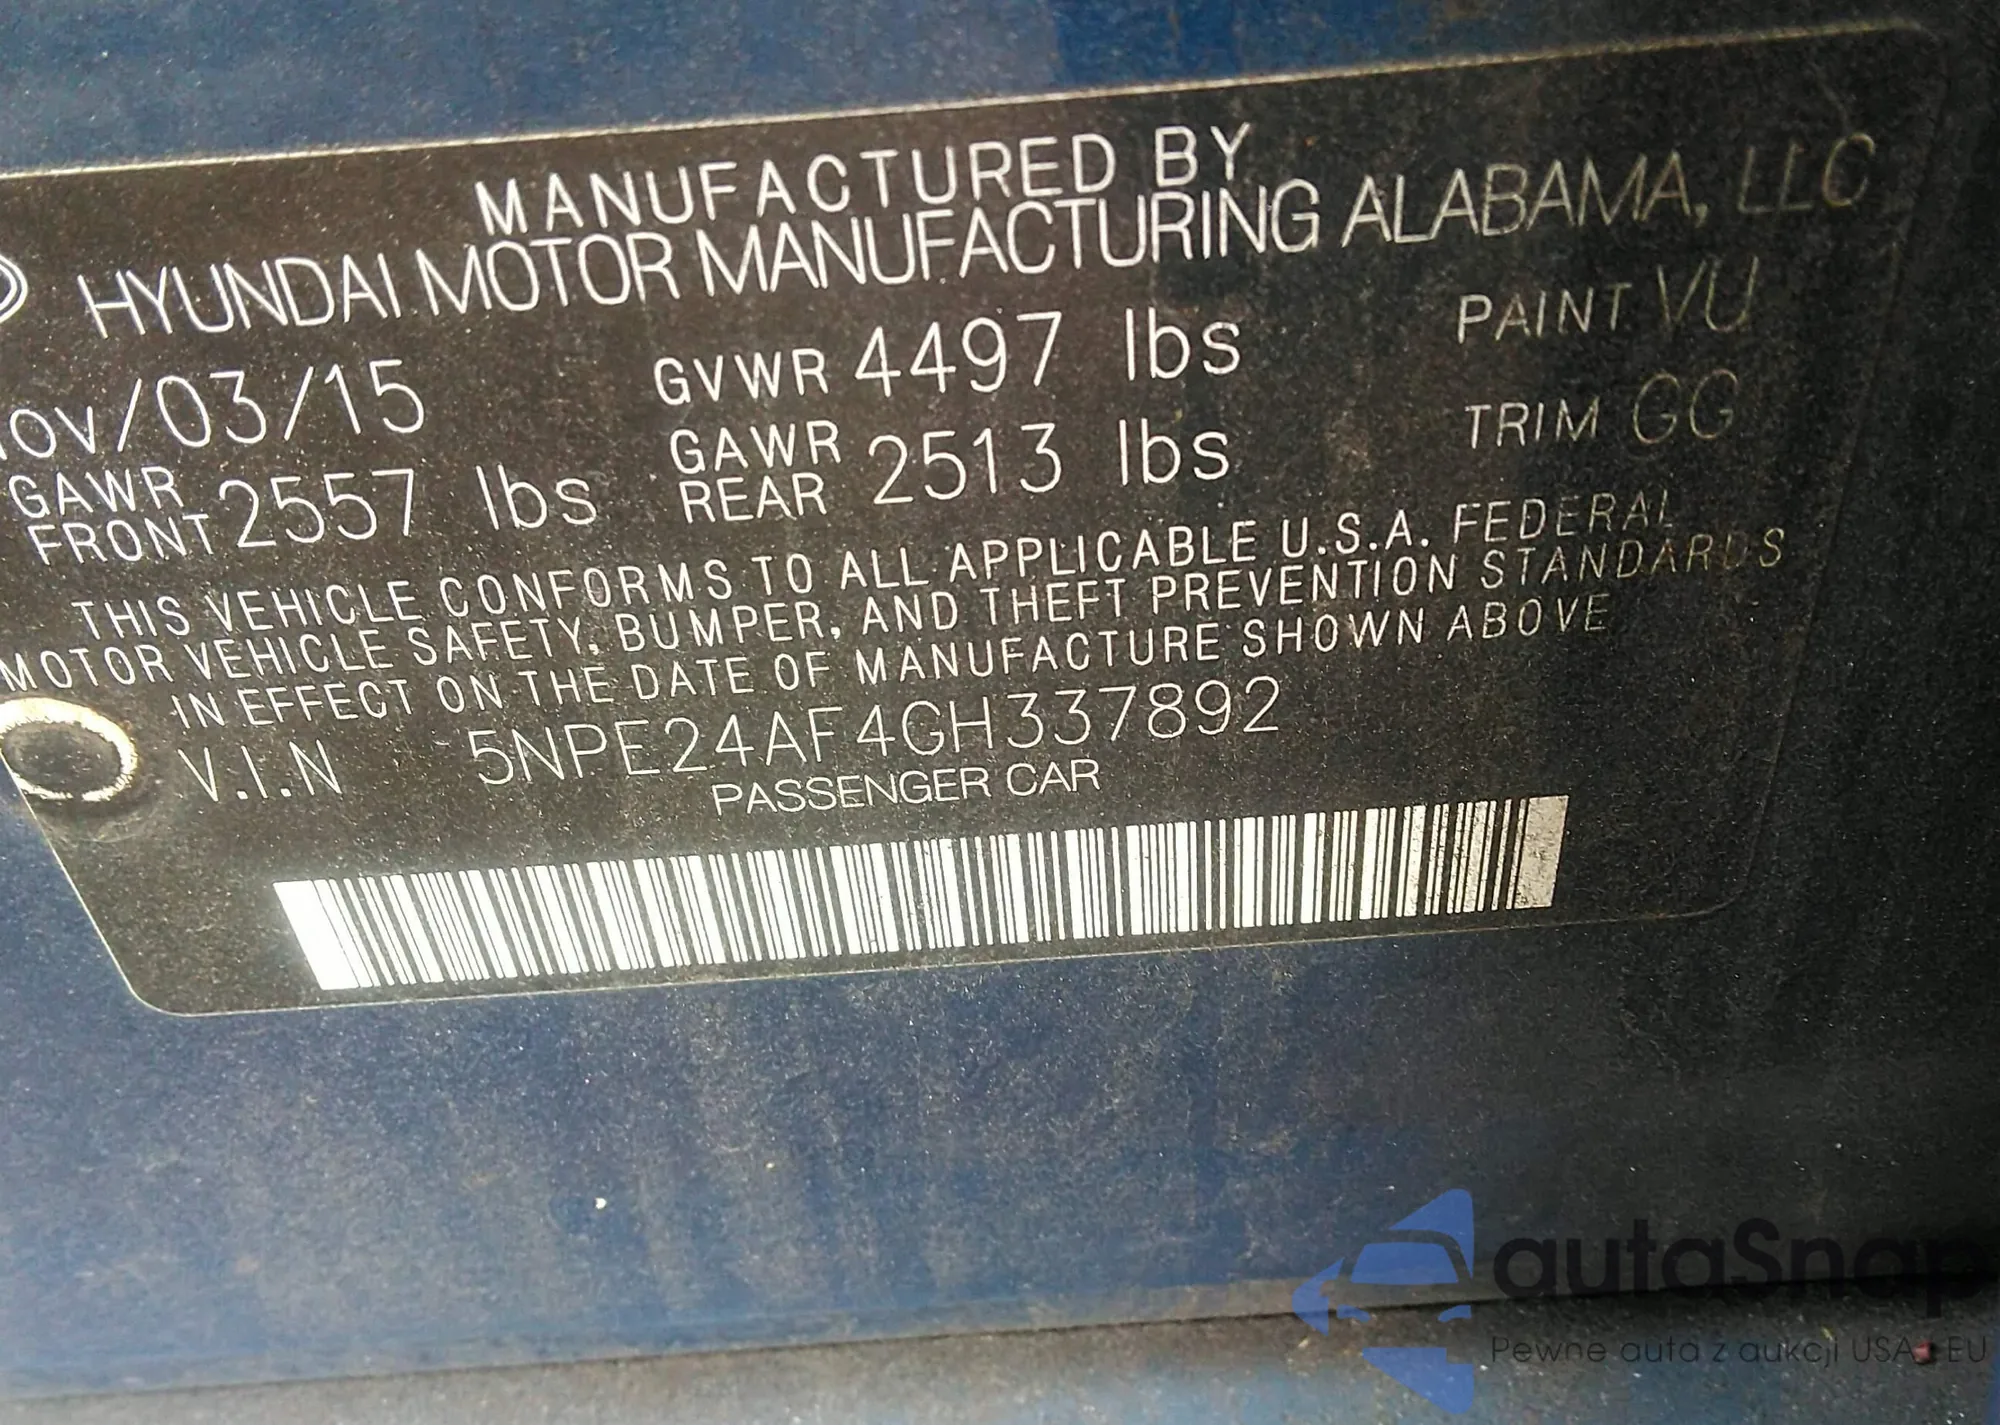 MANUFACTURED BY
HYUNDAI MOTOR MANUFACTURING ALABAMA, LLC
NOV/03/15 GVWR 4497 lbs PAINT VU
GAWR FRONT 2557 lbs GAWR REAR 2513 lbs TRIM GG
THIS VEHICLE CONFORMS TO ALL APPLICABLE U.S.A. FEDERAL
MOTOR VEHICLE SAFETY, BUMPER, AND THEFT PREVENTION STANDARDS
IN EFFECT ON THE DATE OF MANUFACTURE SHOWN ABOVE
V.I.N 5NPE24AF4GH337892
PASSENGER CAR
autaSnap
Pewne auta z aukcji USA i EU